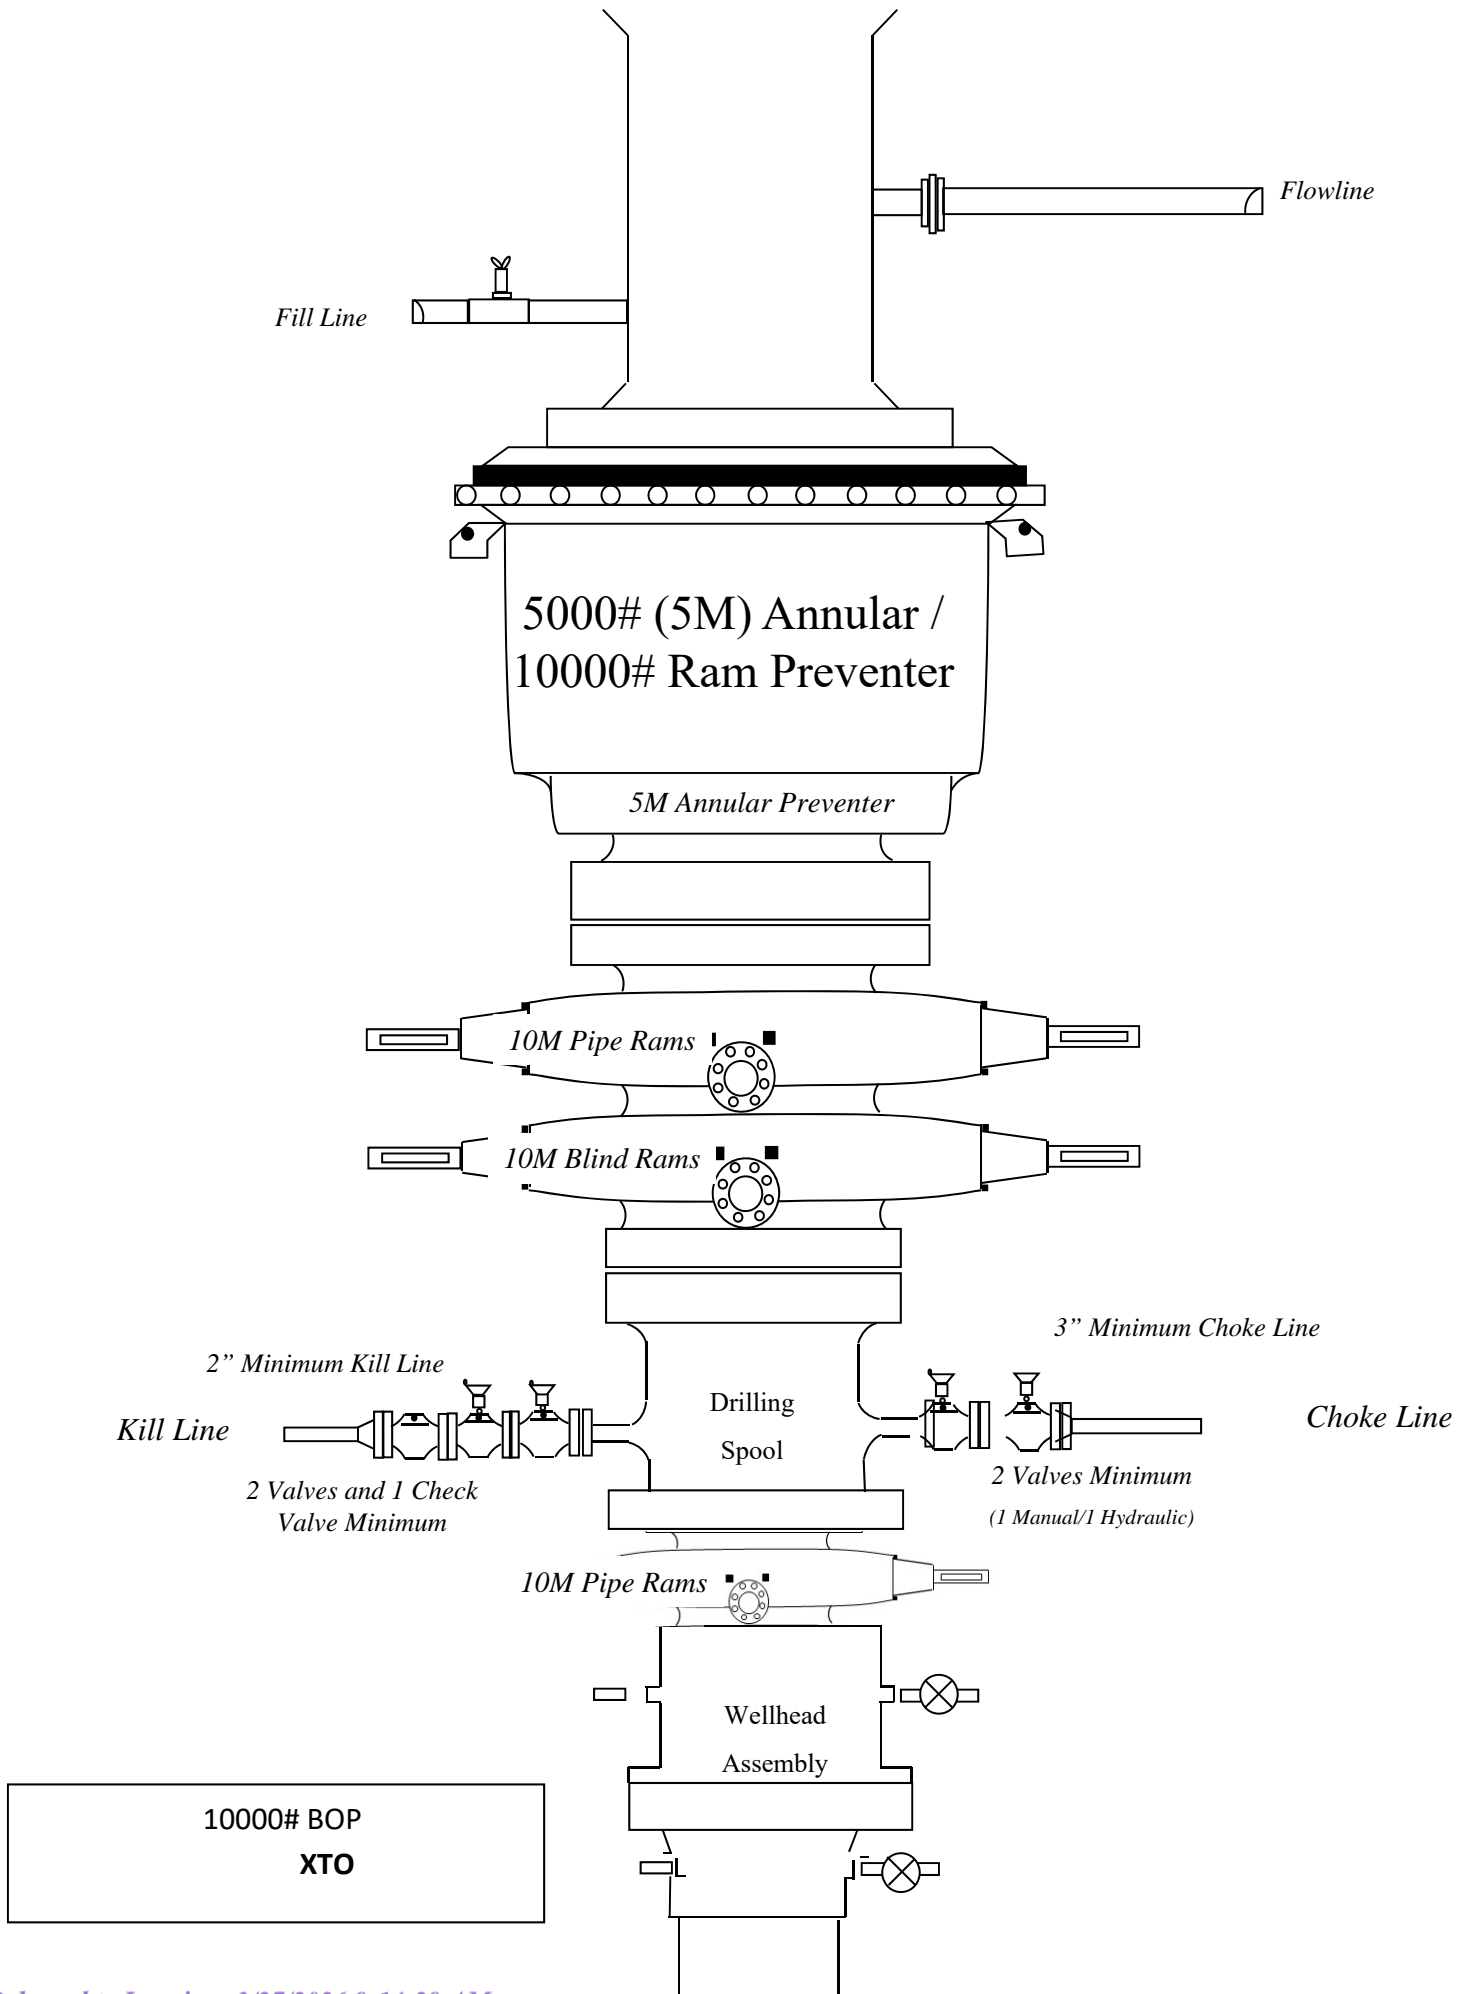 Flowline
Fill Line
5000# (5M) Annular /
10000# Ram Preventer
5M Annular Preventer
10M Pipe Rams
10M Blind Rams
3” Minimum Choke Line
2” Minimum Kill Line
Drilling
Spool
Kill Line
Choke Line
2 Valves and 1 Check
Valve Minimum
2 Valves Minimum
(1 Manual/1 Hydraulic)
10M Pipe Rams
Wellhead
Assembly
10000# BOP
XTO